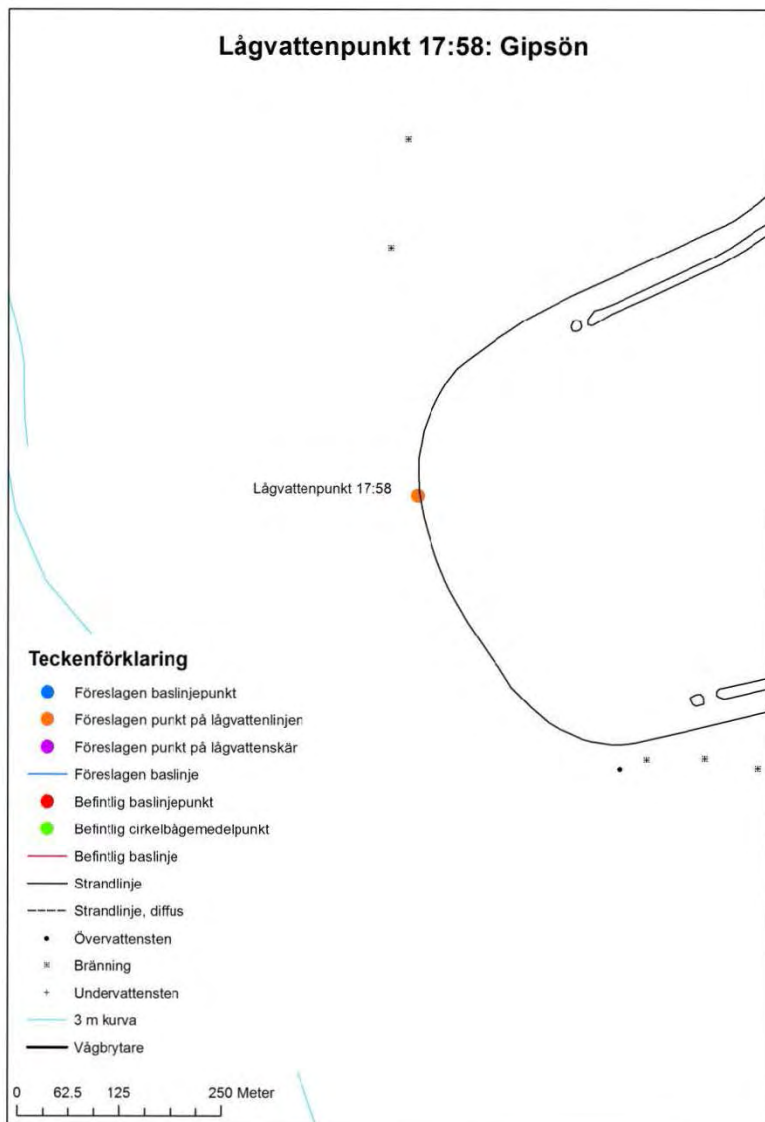 Lågvattenpunkt 17:58: Gipsön
Lågvattenpunkt 17:58
Teckenförklaring
Föreslagen baslinjepunkt
Föreslagen punkt på lågvattenlinjen
Föreslagen punkt på lågvattenskär
Föreslagen baslinje
Befintlig baslinjepunkt
Befintlig cirkelbågemedelpunkt
Befintlig baslinje
Strandlinje
Strandlinje, diffus
Övervattensten
Bränning
Undervattensten
3 m kurva
Vågbrytare
0 62.5 125 250 Meter